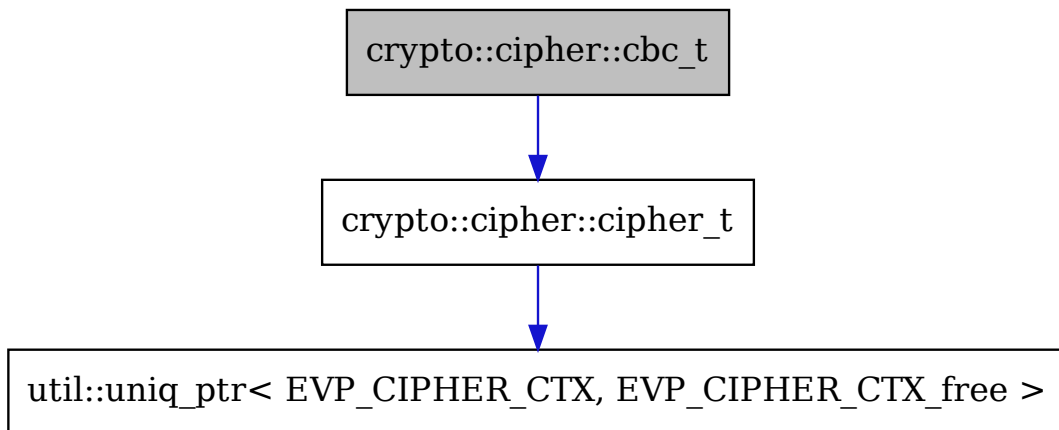 crypto::cipher::cbc_t
crypto::cipher::cipher_t
util::uniq_ptr< EVP_CIPHER_CTX, EVP_CIPHER_CTX_free >